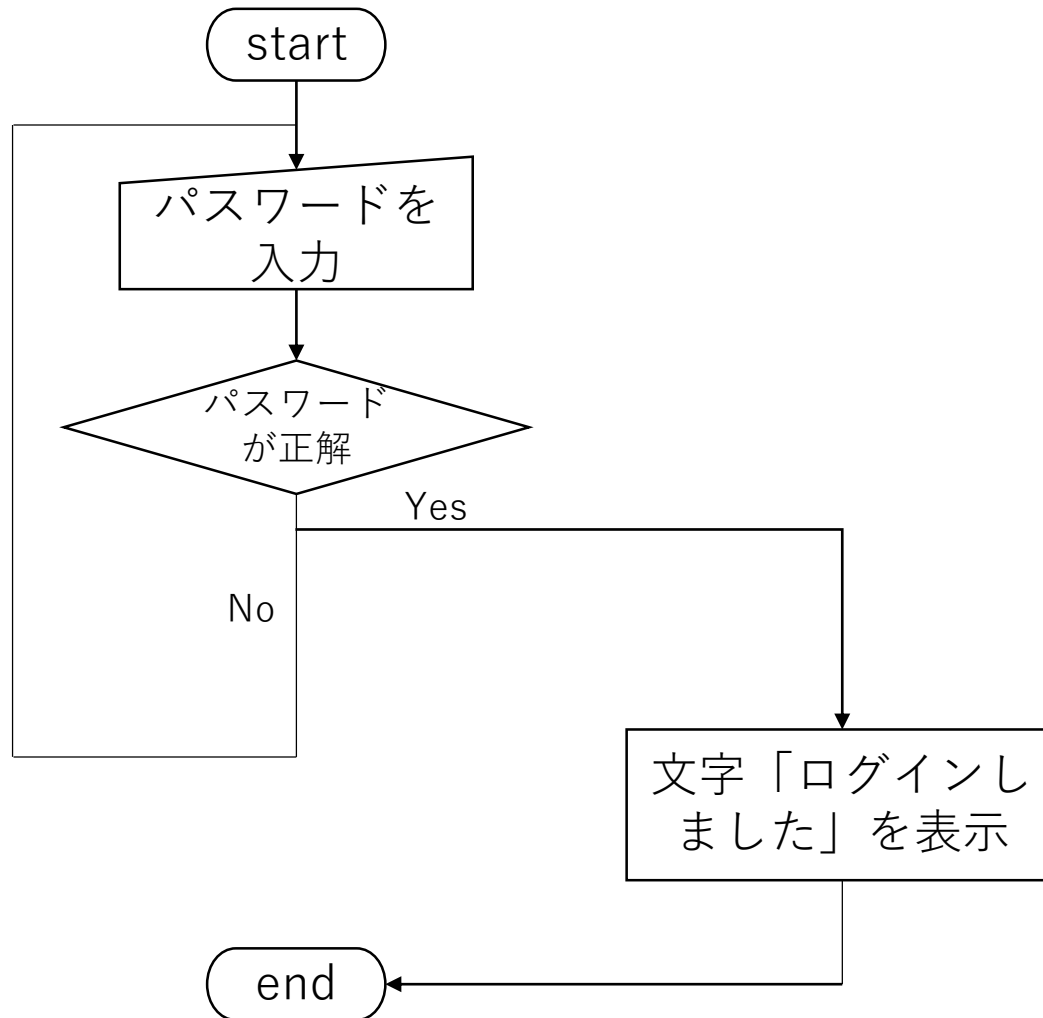 start
パスワードを
入力
パスワード
が正解
Yes
No
文字「ログインし
ました」を表示
end